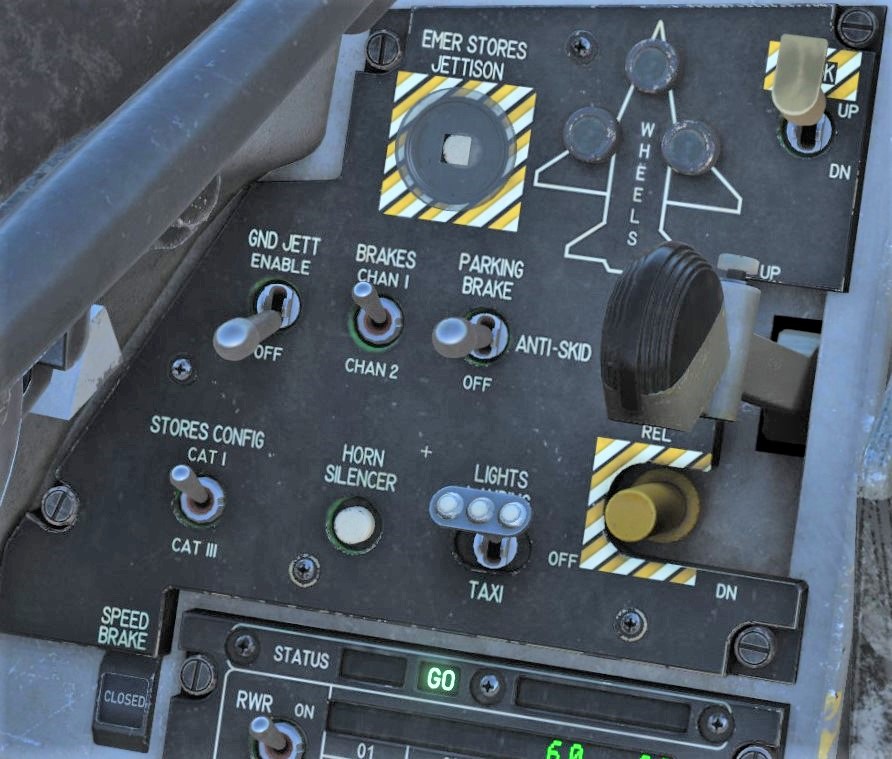 EMER STORES
JETTISON
WHEELS
UP
DN
GND JETT
ENABLE
OFF
BRAKES
CHAN I
CHAN 2
PARKING
BRAKE
ANTI-SKID
OFF
UP
REL
STORES CONFIG
CAT I
CAT III
HORN
SILENCER
LIGHTS
OFF
TAXI
DN
SPEED
BRAKE
CLOSED
STATUS
GO
RWR
ON
01
60